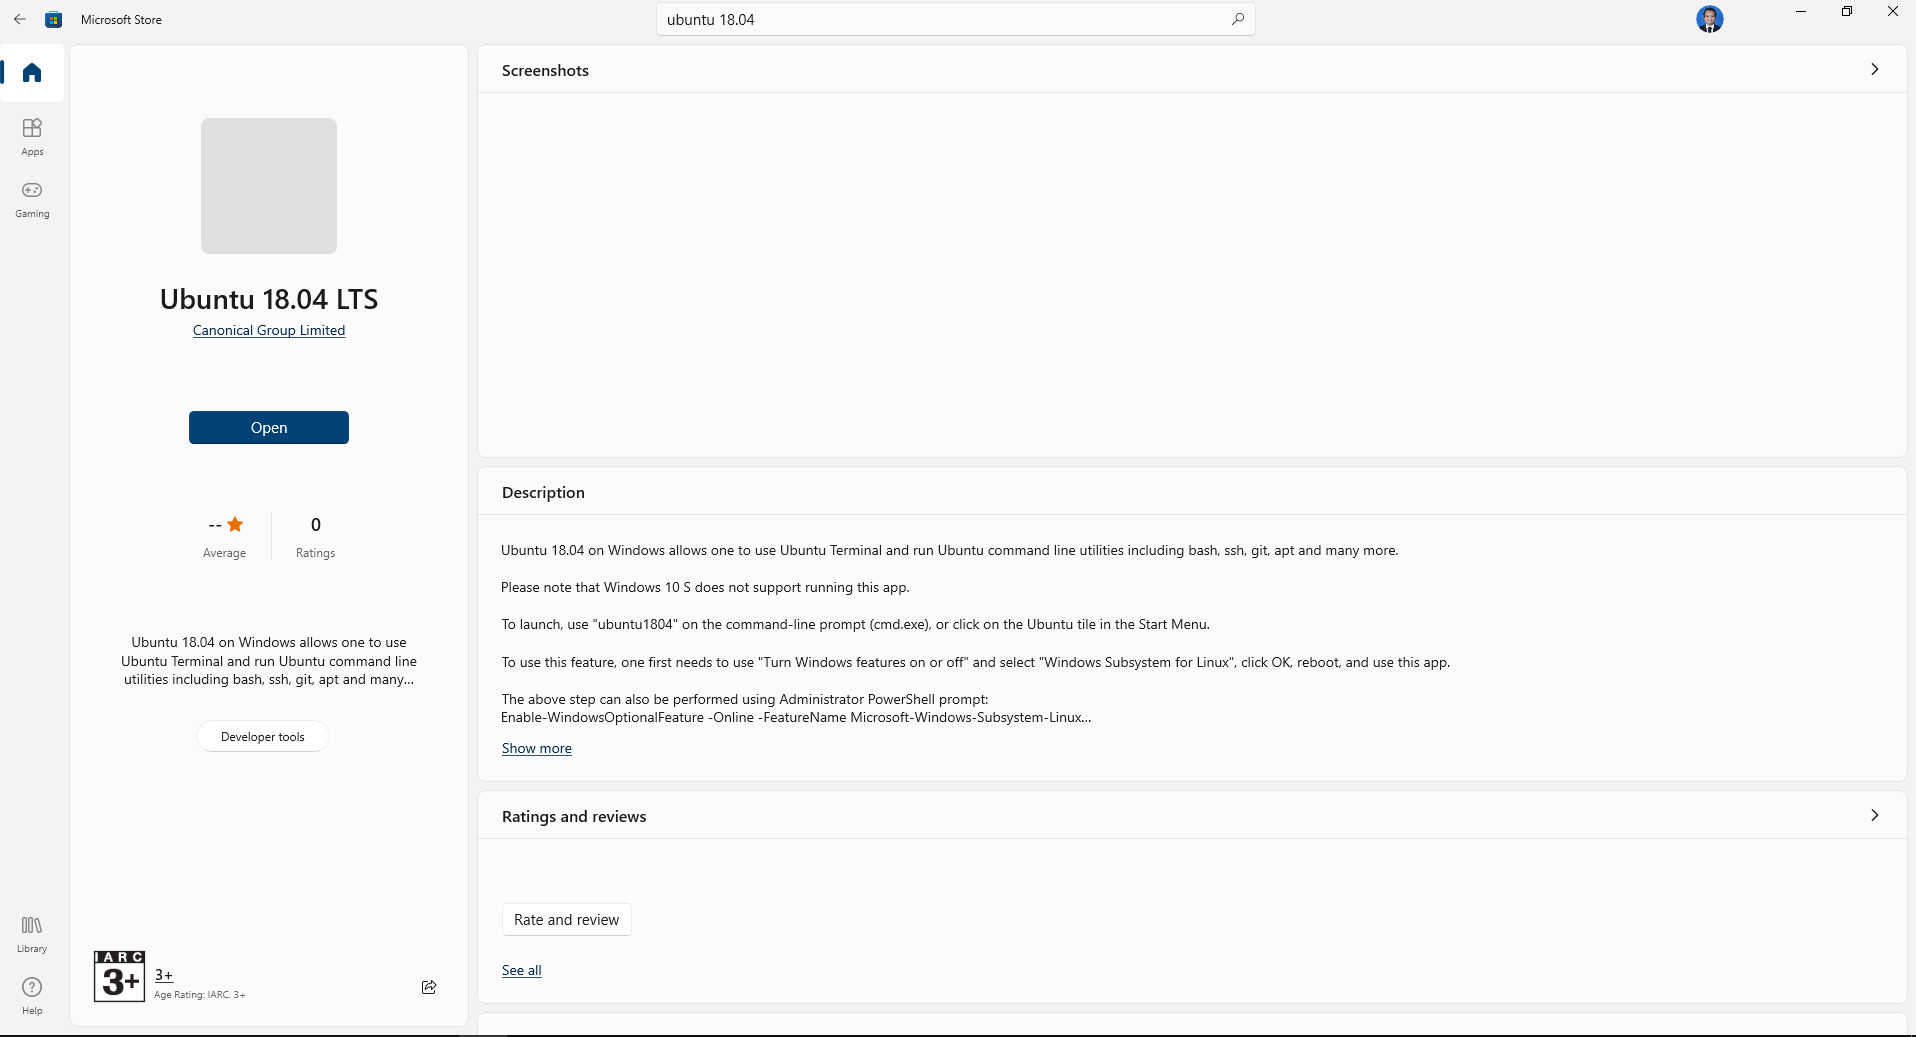 Microsoft Store
ubuntu 18.04
Apps
Gaming
Library
Help
Ubuntu 18.04 LTS
Canonical Group Limited
Open
--
Average
0
Ratings
Ubuntu 18.04 on Windows allows one to use
Ubuntu Terminal and run Ubuntu command line
utilities including bash, ssh, git, apt and many...
Developer tools
IARC
3+
3+
Age Rating: IARC. 3+
Screenshots
Description
Ubuntu 18.04 on Windows allows one to use Ubuntu Terminal and run Ubuntu command line utilities including bash, ssh, git, apt and many more.
Please note that Windows 10 S does not support running this app.
To launch, use "ubuntu1804" on the command-line prompt (cmd.exe), or click on the Ubuntu tile in the Start Menu.
To use this feature, one first needs to use "Turn Windows features on or off" and select "Windows Subsystem for Linux", click OK, reboot, and use this app.
The above step can also be performed using Administrator PowerShell prompt:
Enable-WindowsOptionalFeature -Online -FeatureName Microsoft-Windows-Subsystem-Linux...
Show more
Ratings and reviews
Rate and review
See all